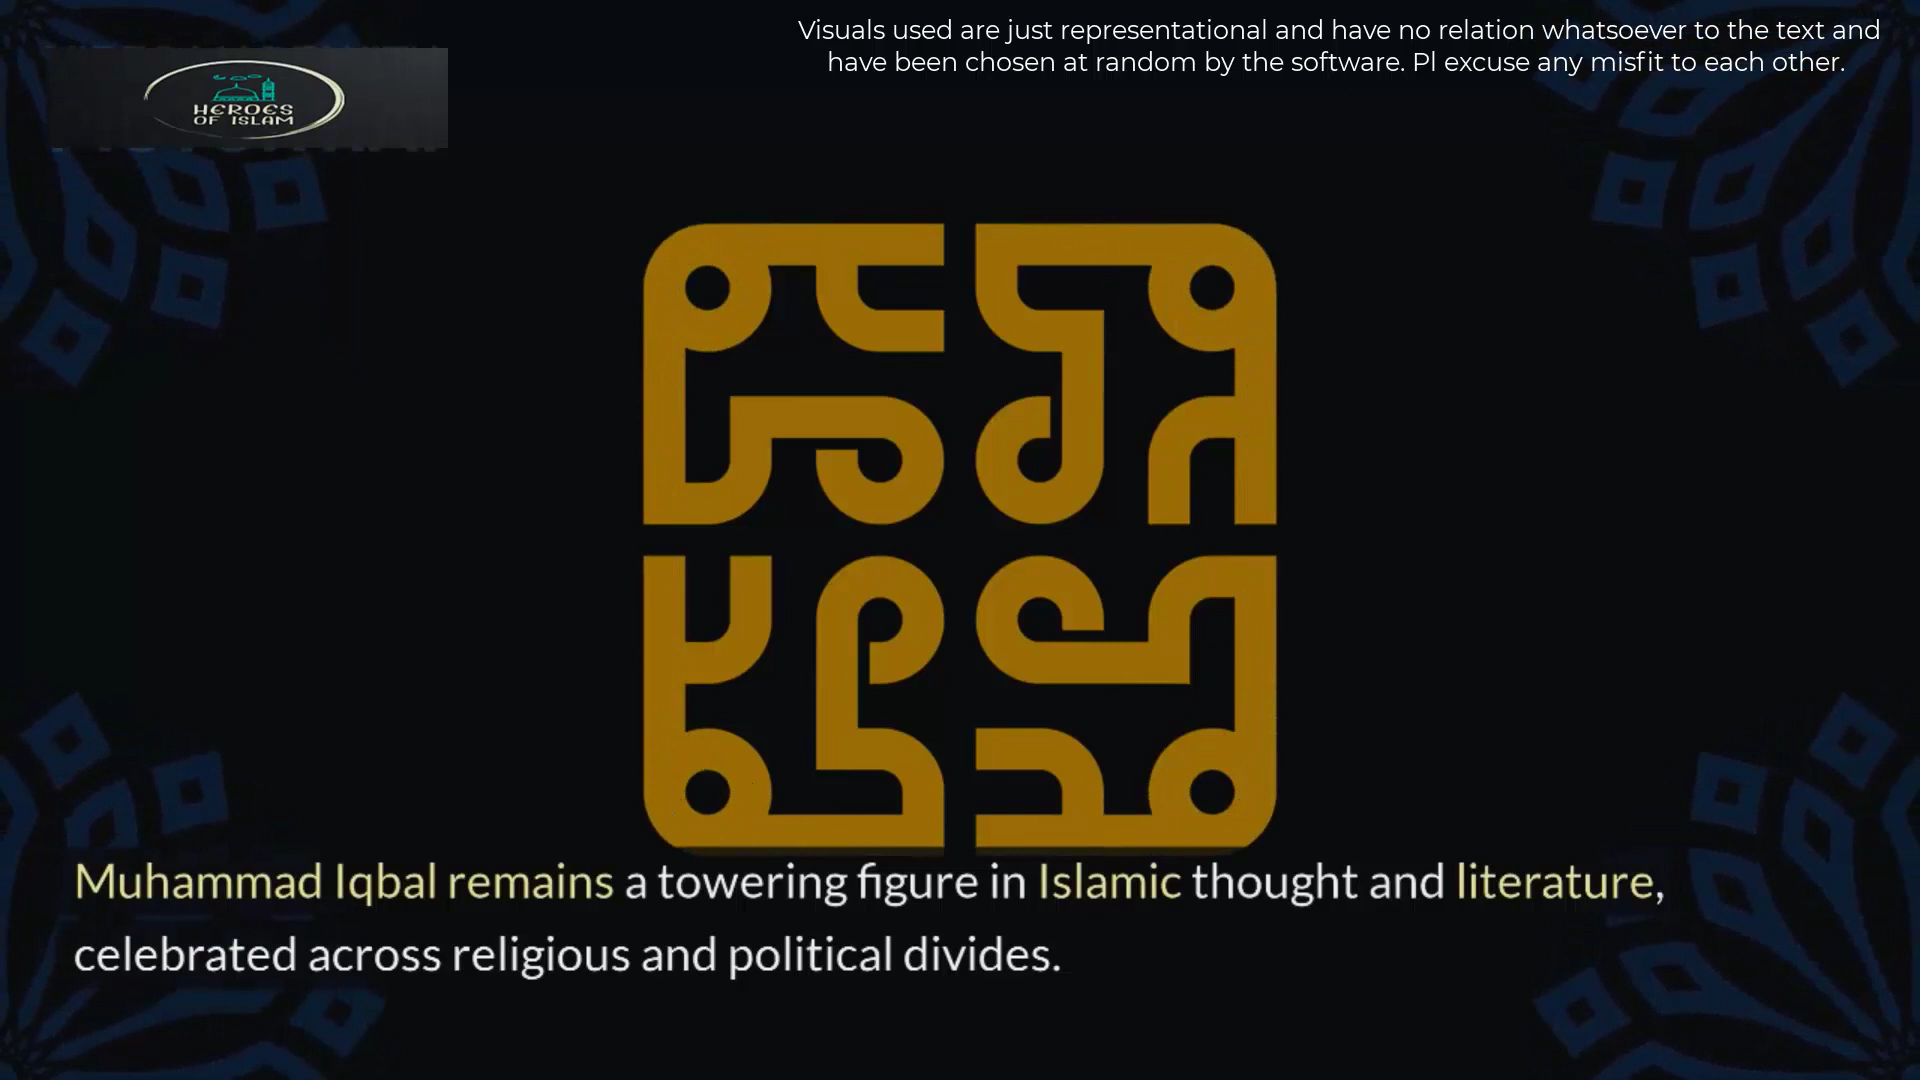 Visuals used are just representational and have no relation whatsoever to the text and
have been chosen at random by the software. Pl excuse any misfit to each other.
HEROES
OF ISLAM
Muhammad Iqbal remains a towering figure in Islamic thought and literature,
celebrated across religious and political divides.